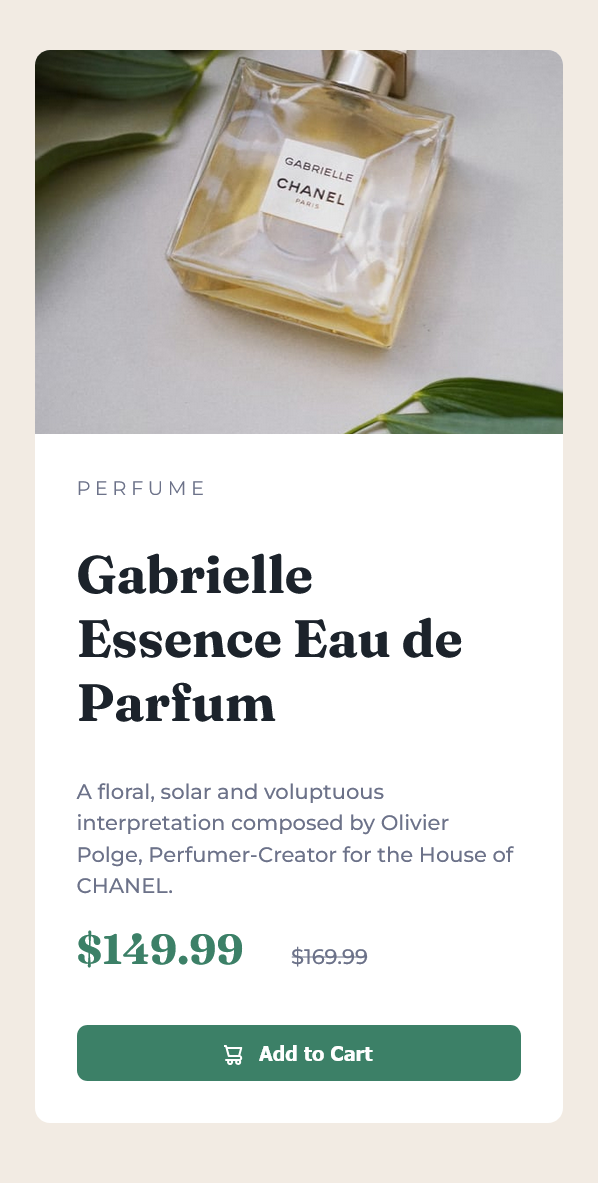 GABRIELLE
CHANEL
PARIS
PERFUME
Gabrielle
Essence Eau de
Parfum
A floral, solar and voluptuous
interpretation composed by Olivier
Polge, Perfumer-Creator for the House of
CHANEL.
$149.99 $169.99
Add to Cart